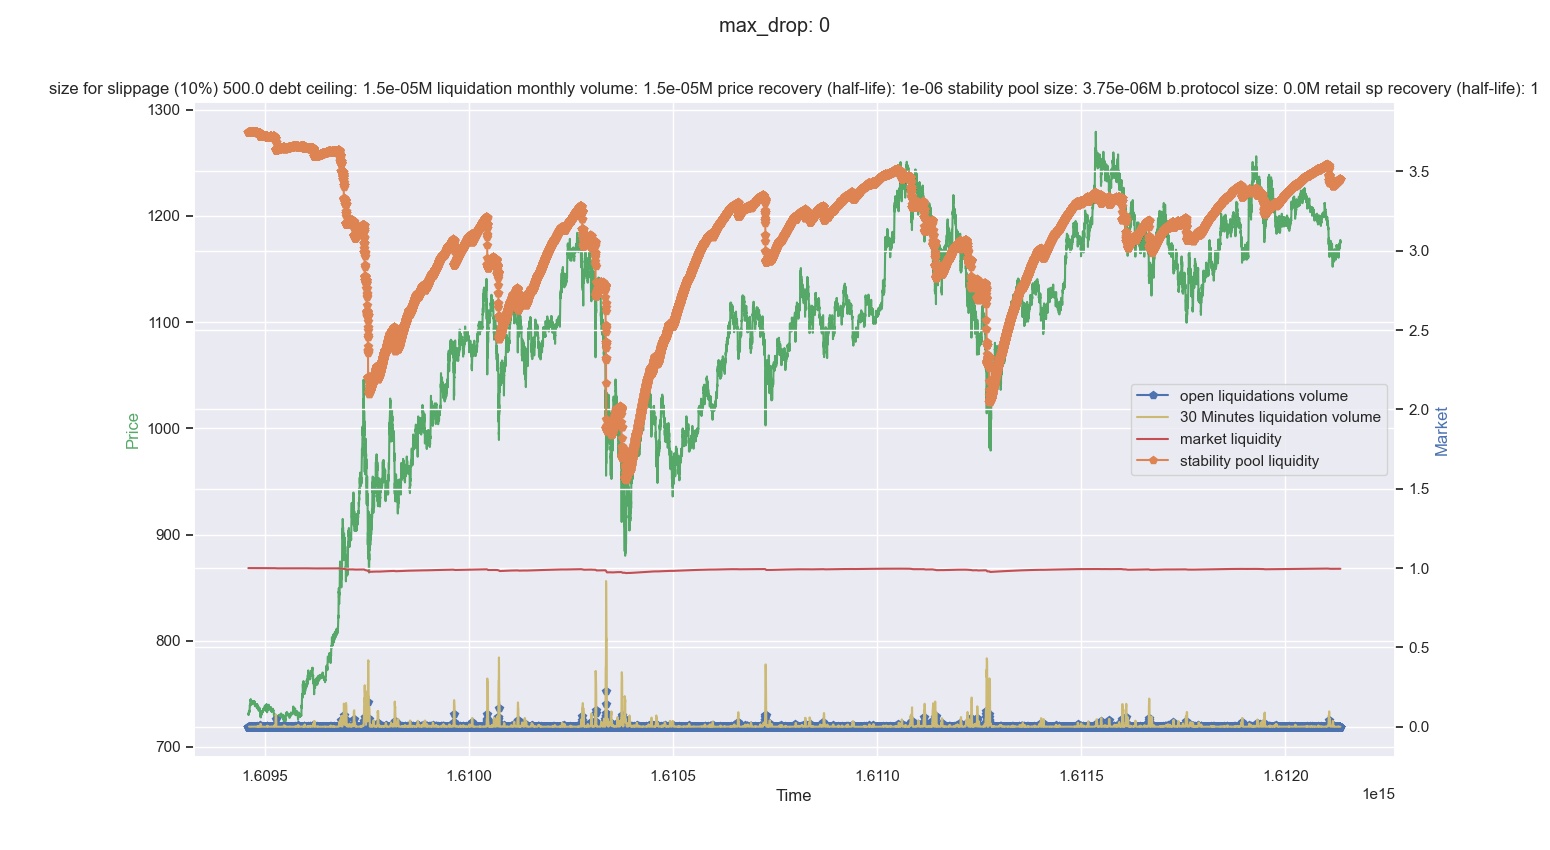 max_drop: 0
size for slippage (10%) 500.0 debt ceiling: 1.5e-05M liquidation monthly volume: 1.5e-05M price recovery (half-life): 1e-06 stability pool size: 3.75e-06M b.protocol size: 0.0M retail sp recovery (half-life): 1
1300
1200
1100
1000
900
800
700
Price
3.5
3.0
2.5
2.0
1.5
1.0
0.5
0.0
Market
open liquidations volume
30 Minutes liquidation volume
market liquidity
stability pool liquidity
1.6095 1.6100 1.6105 1.6110 1.6115 1.6120
Time
1e15